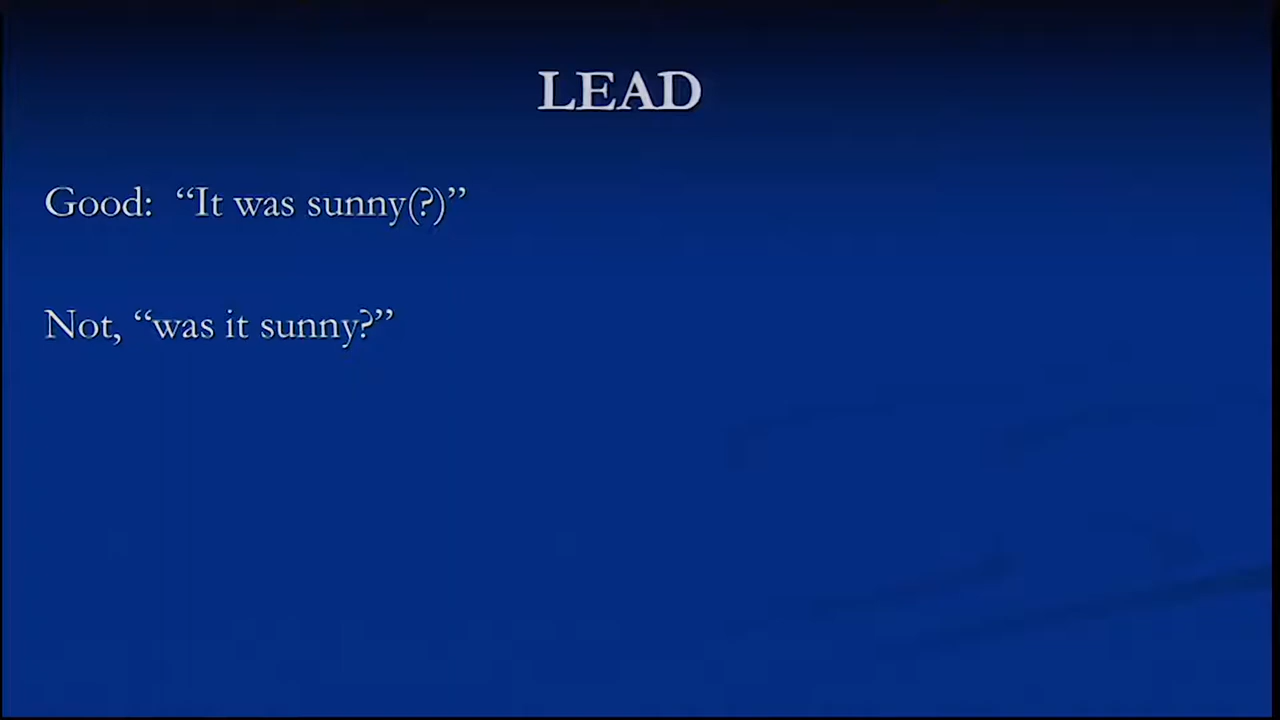 LEAD
Good: “It was sunny(?)”
Not, “was it sunny?”